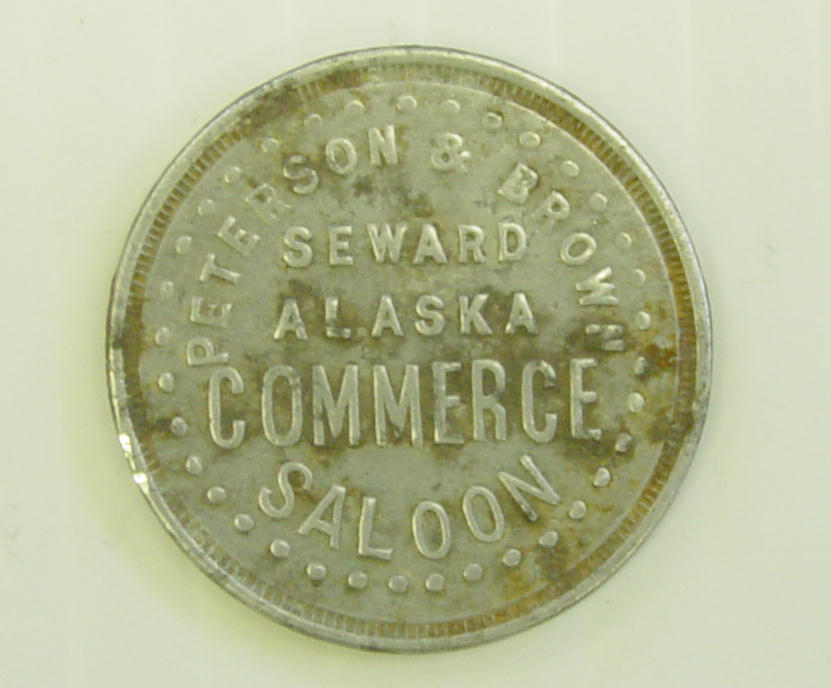 PETERSON & BROWN
SEWARD
ALASKA
COMMERCE
SALOON